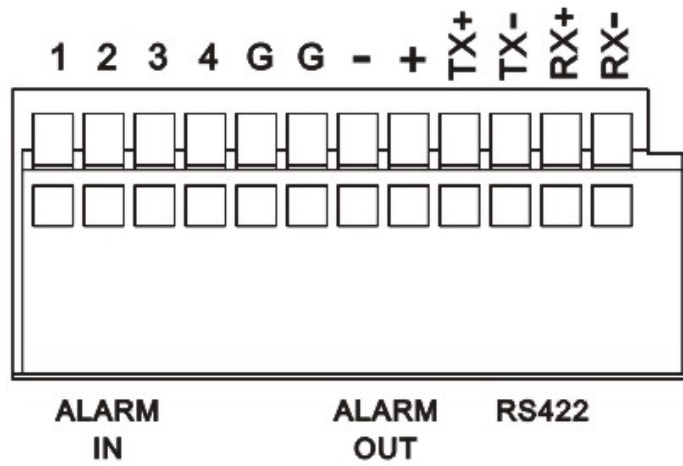 1 2 3 4 G G - + TX+ TX- RX+ RX-
ALARM IN ALARM OUT RS422